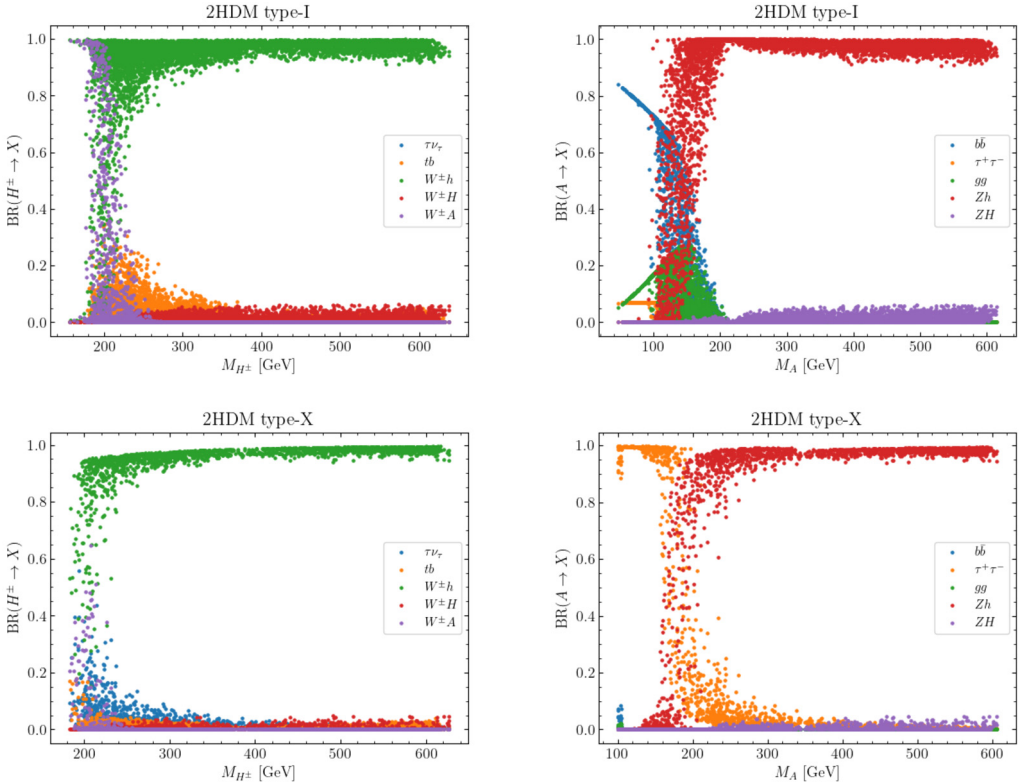 2HDM type-I
1.0
0.8
0.6
0.4
0.2
0.0
BR(H± → X)
τν_τ
tb
W±h
W±H
W±A
200
300
400
500
600
M_{H±} [GeV]
2HDM type-I
1.0
0.8
0.6
0.4
0.2
0.0
BR(A → X)
bb̄
τ⁺τ⁻
gg
Zh
ZH
100
200
300
400
500
600
M_A [GeV]
2HDM type-X
1.0
0.8
0.6
0.4
0.2
0.0
BR(H± → X)
τν_τ
tb
W±h
W±H
W±A
200
300
400
500
600
M_{H±} [GeV]
2HDM type-X
1.0
0.8
0.6
0.4
0.2
0.0
BR(A → X)
bb̄
τ⁺τ⁻
gg
Zh
ZH
100
200
300
400
500
600
M_A [GeV]